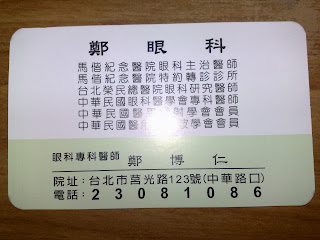 鄭眼科
馬偕紀念醫院眼科主治醫師
馬偕紀念醫院特約轉診診所
台北榮民總醫院眼科研究醫師
中華民國眼科醫學會專科醫師
中華民國醫用 射學會會員
中華民國 學會會員
眼科專科醫師 鄭博仁
院址：台北市莒光路123號(中華路口)
電話：23081086